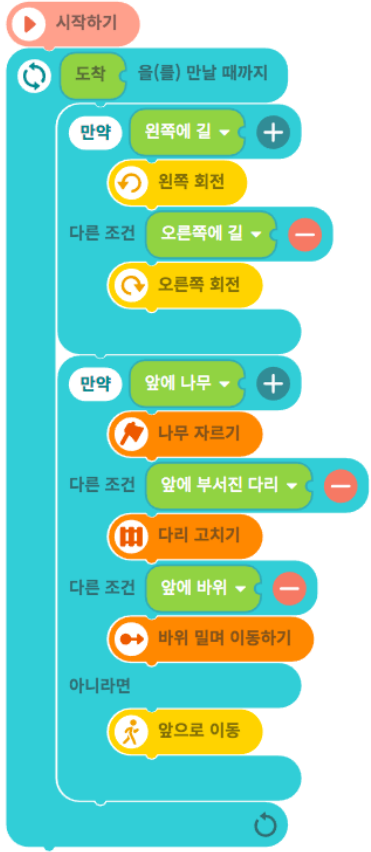 시작하기
도착 을(를) 만날 때까지
만약 왼쪽에 길
왼쪽 회전
다른 조건 오른쪽에 길
오른쪽 회전
만약 앞에 나무
나무 자르기
다른 조건 앞에 부서진 다리
다리 고치기
다른 조건 앞에 바위
바위 밀며 이동하기
아니라면
앞으로 이동